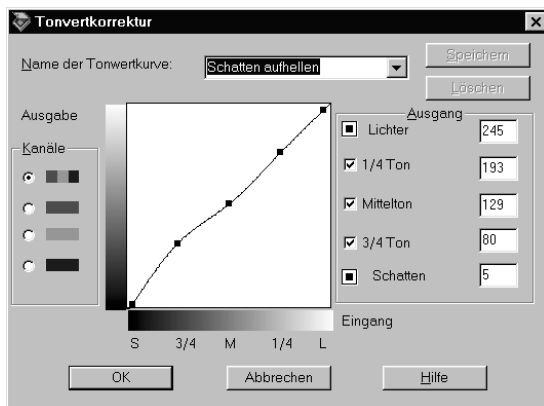 Tonvertkorrektur
Name der Tonwertkurve: Schatten aufhellen Speichern
Löschen
Ausgabe
Kanäle
Ausgang
Lichter 245
1/4 Ton 193
Mittelton 129
3/4 Ton 80
Schatten 5
Eingang
S 3/4 M 1/4 L
OK Abbrechen Hilfe